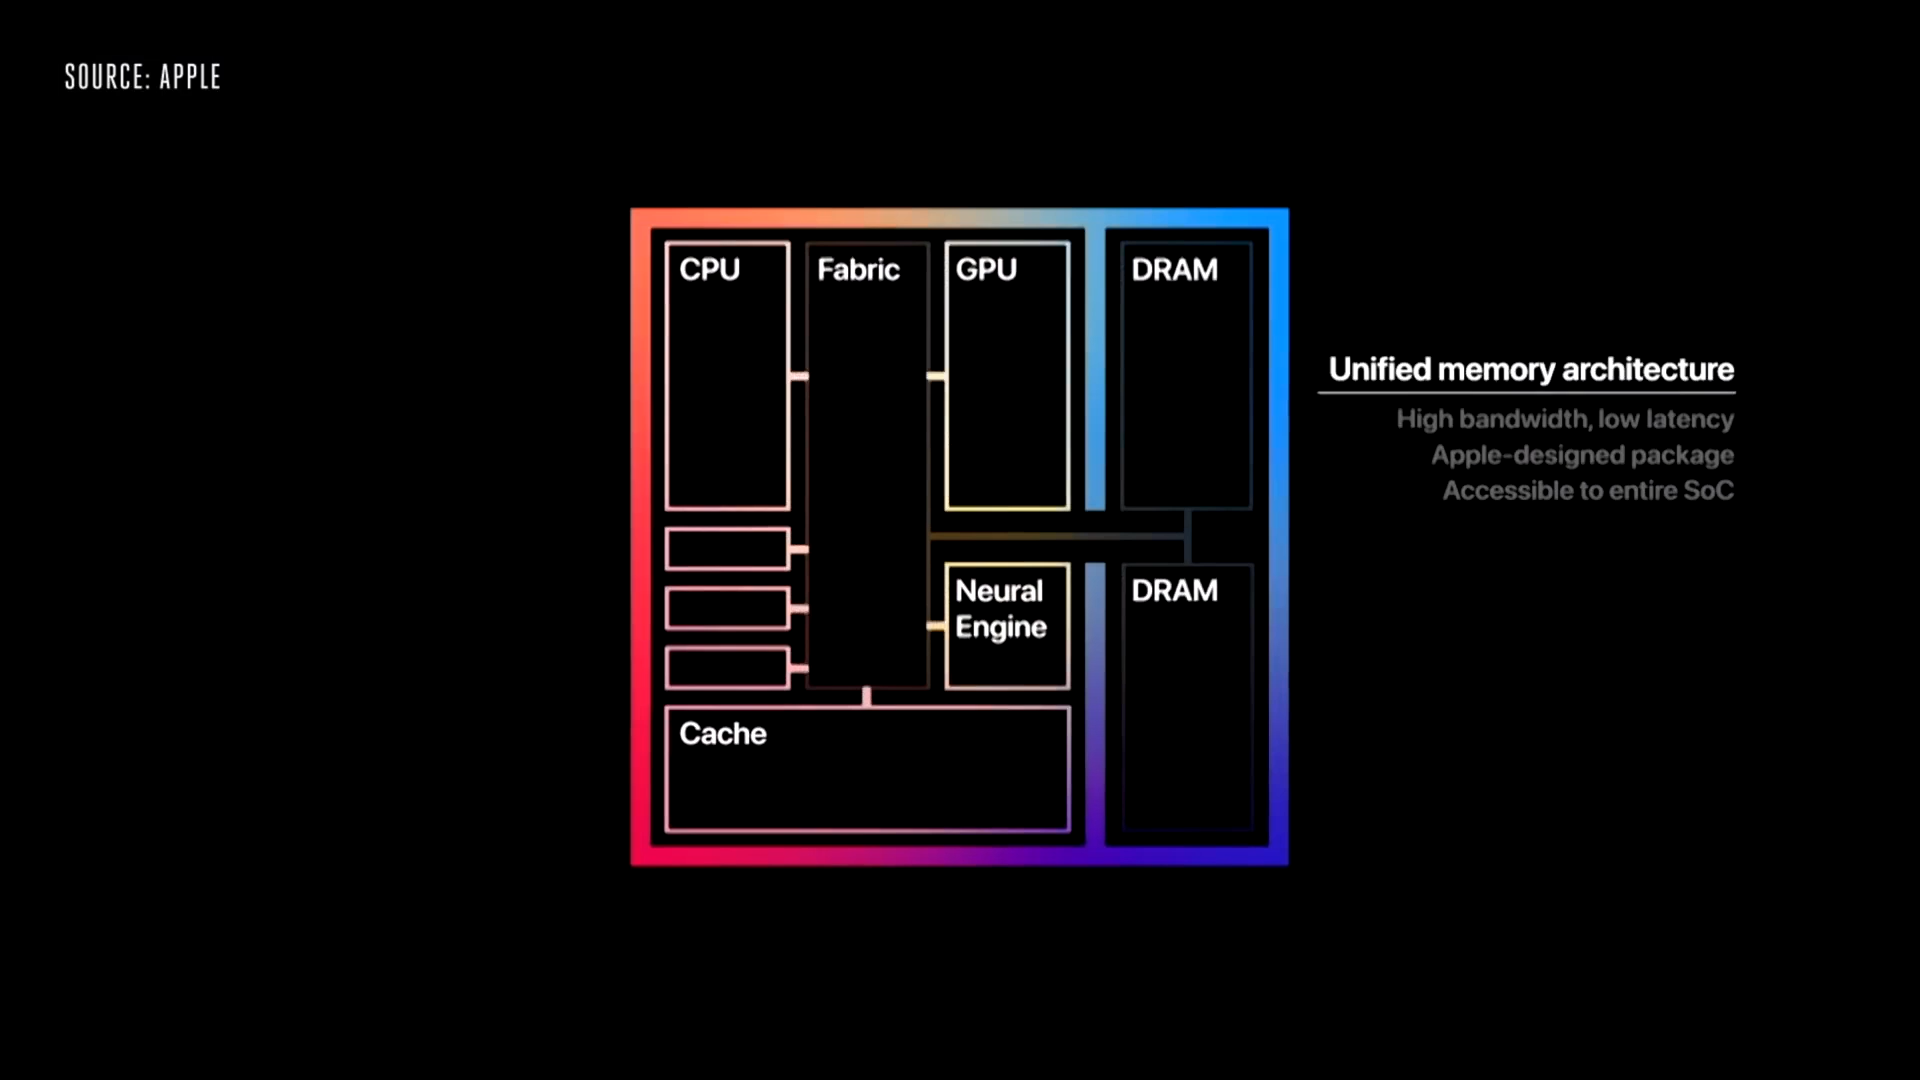 SOURCE: APPLE
CPU
Fabric
GPU
DRAM
Unified memory architecture
High bandwidth, low latency
Apple-designed package
Accessible to entire SoC
Neural
Engine
DRAM
Cache